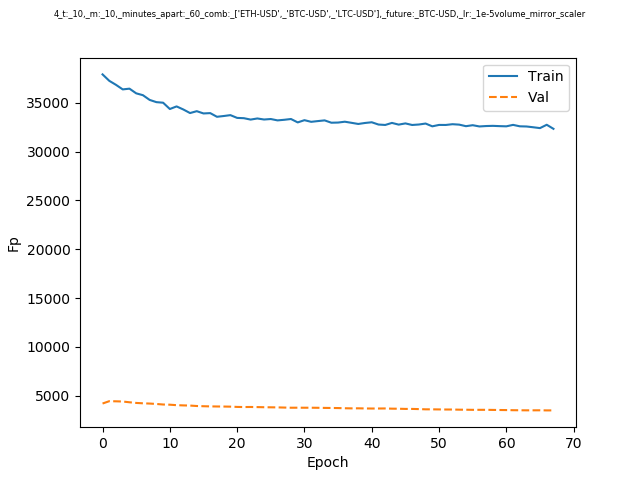 4_t:_10,_m:_10,_minutes_apart:_60_comb:_['ETH-USD',_'BTC-USD',_'LTC-USD'],_future:_BTC-USD,_lr:_1e-5volume_mirror_scaler
Train
Val
35000
30000
25000
20000
15000
10000
5000
Fp
0 10 20 30 40 50 60 70
Epoch